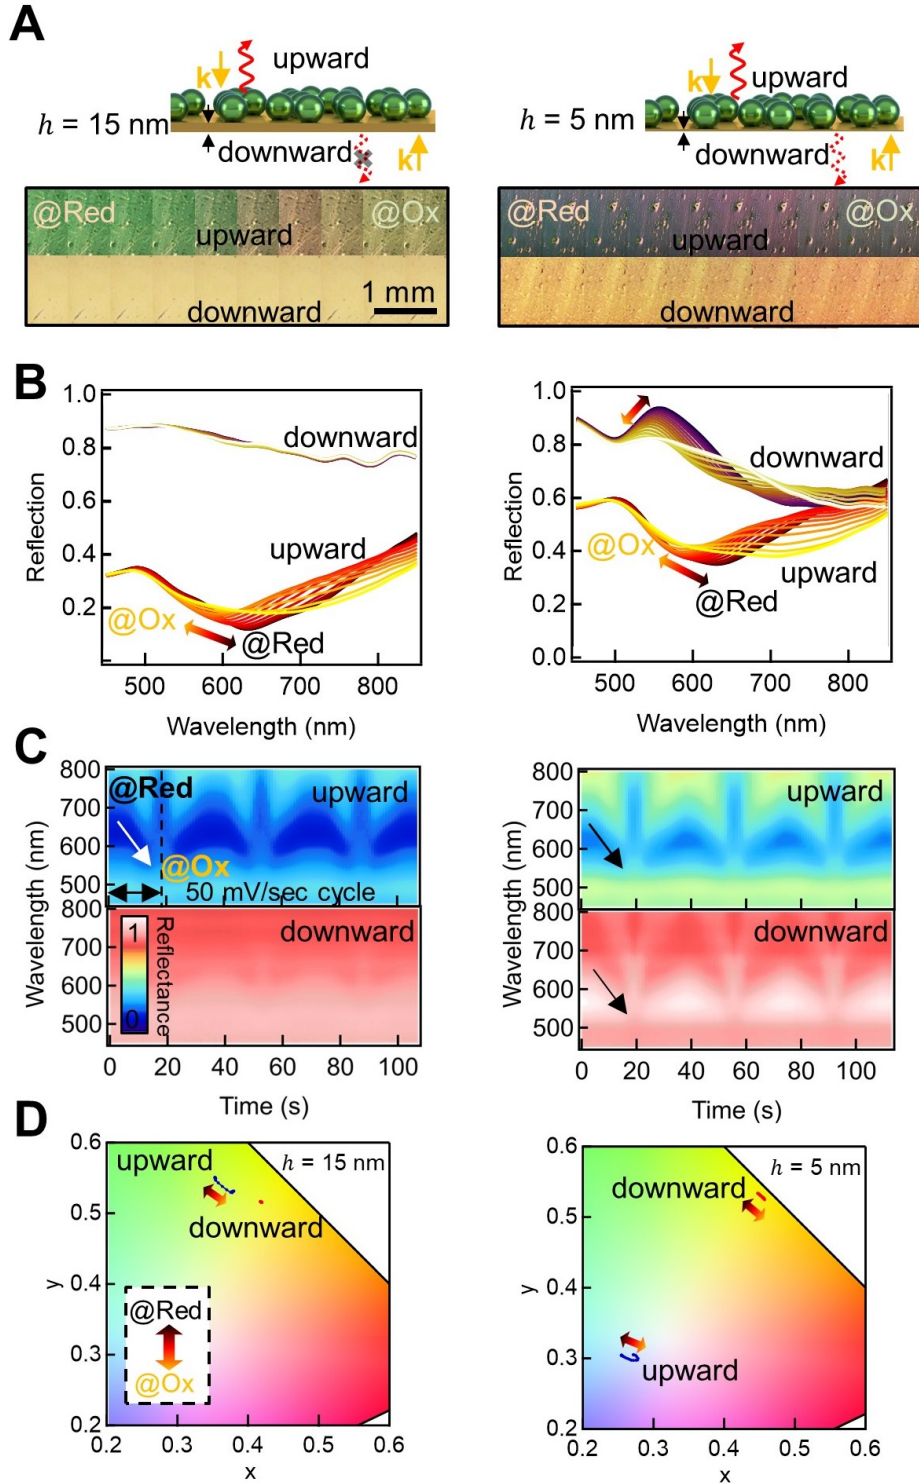 A
upward
k
h = 15 nm
downward
k
@Red
@Ox
upward
1 mm
downward
upward
k
h = 5 nm
downward
k
@Red
@Ox
upward
downward
B
1.0
0.8
0.6
0.4
0.2
Reflection
downward
upward
@Ox
@Red
500 600 700 800
Wavelength (nm)
1.0
0.8
0.6
0.4
0.2
0.0
Reflection
downward
@Ox
upward
@Red
500 600 700 800
Wavelength (nm)
C
800
700
600
500
Wavelength (nm)
@Red
upward
@Ox
50 mV/sec cycle
800
700
600
500
1
0
Reflectance
downward
0 20 40 60 80 100
Time (s)
800
700
600
500
Wavelength (nm)
upward
800
700
600
500
downward
0 20 40 60 80 100
Time (s)
D
0.6
0.5
0.4
0.3
0.2
y
upward
h = 15 nm
downward
@Red
@Ox
0.2 0.3 0.4 0.5 0.6
x
0.6
0.5
0.4
0.3
0.2
y
h = 5 nm
downward
upward
0.2 0.3 0.4 0.5 0.6
x